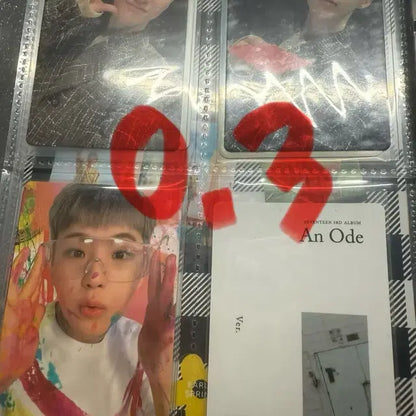 0.3
SEVENTEEN 3RD ALBUM
An Ode
Ver.